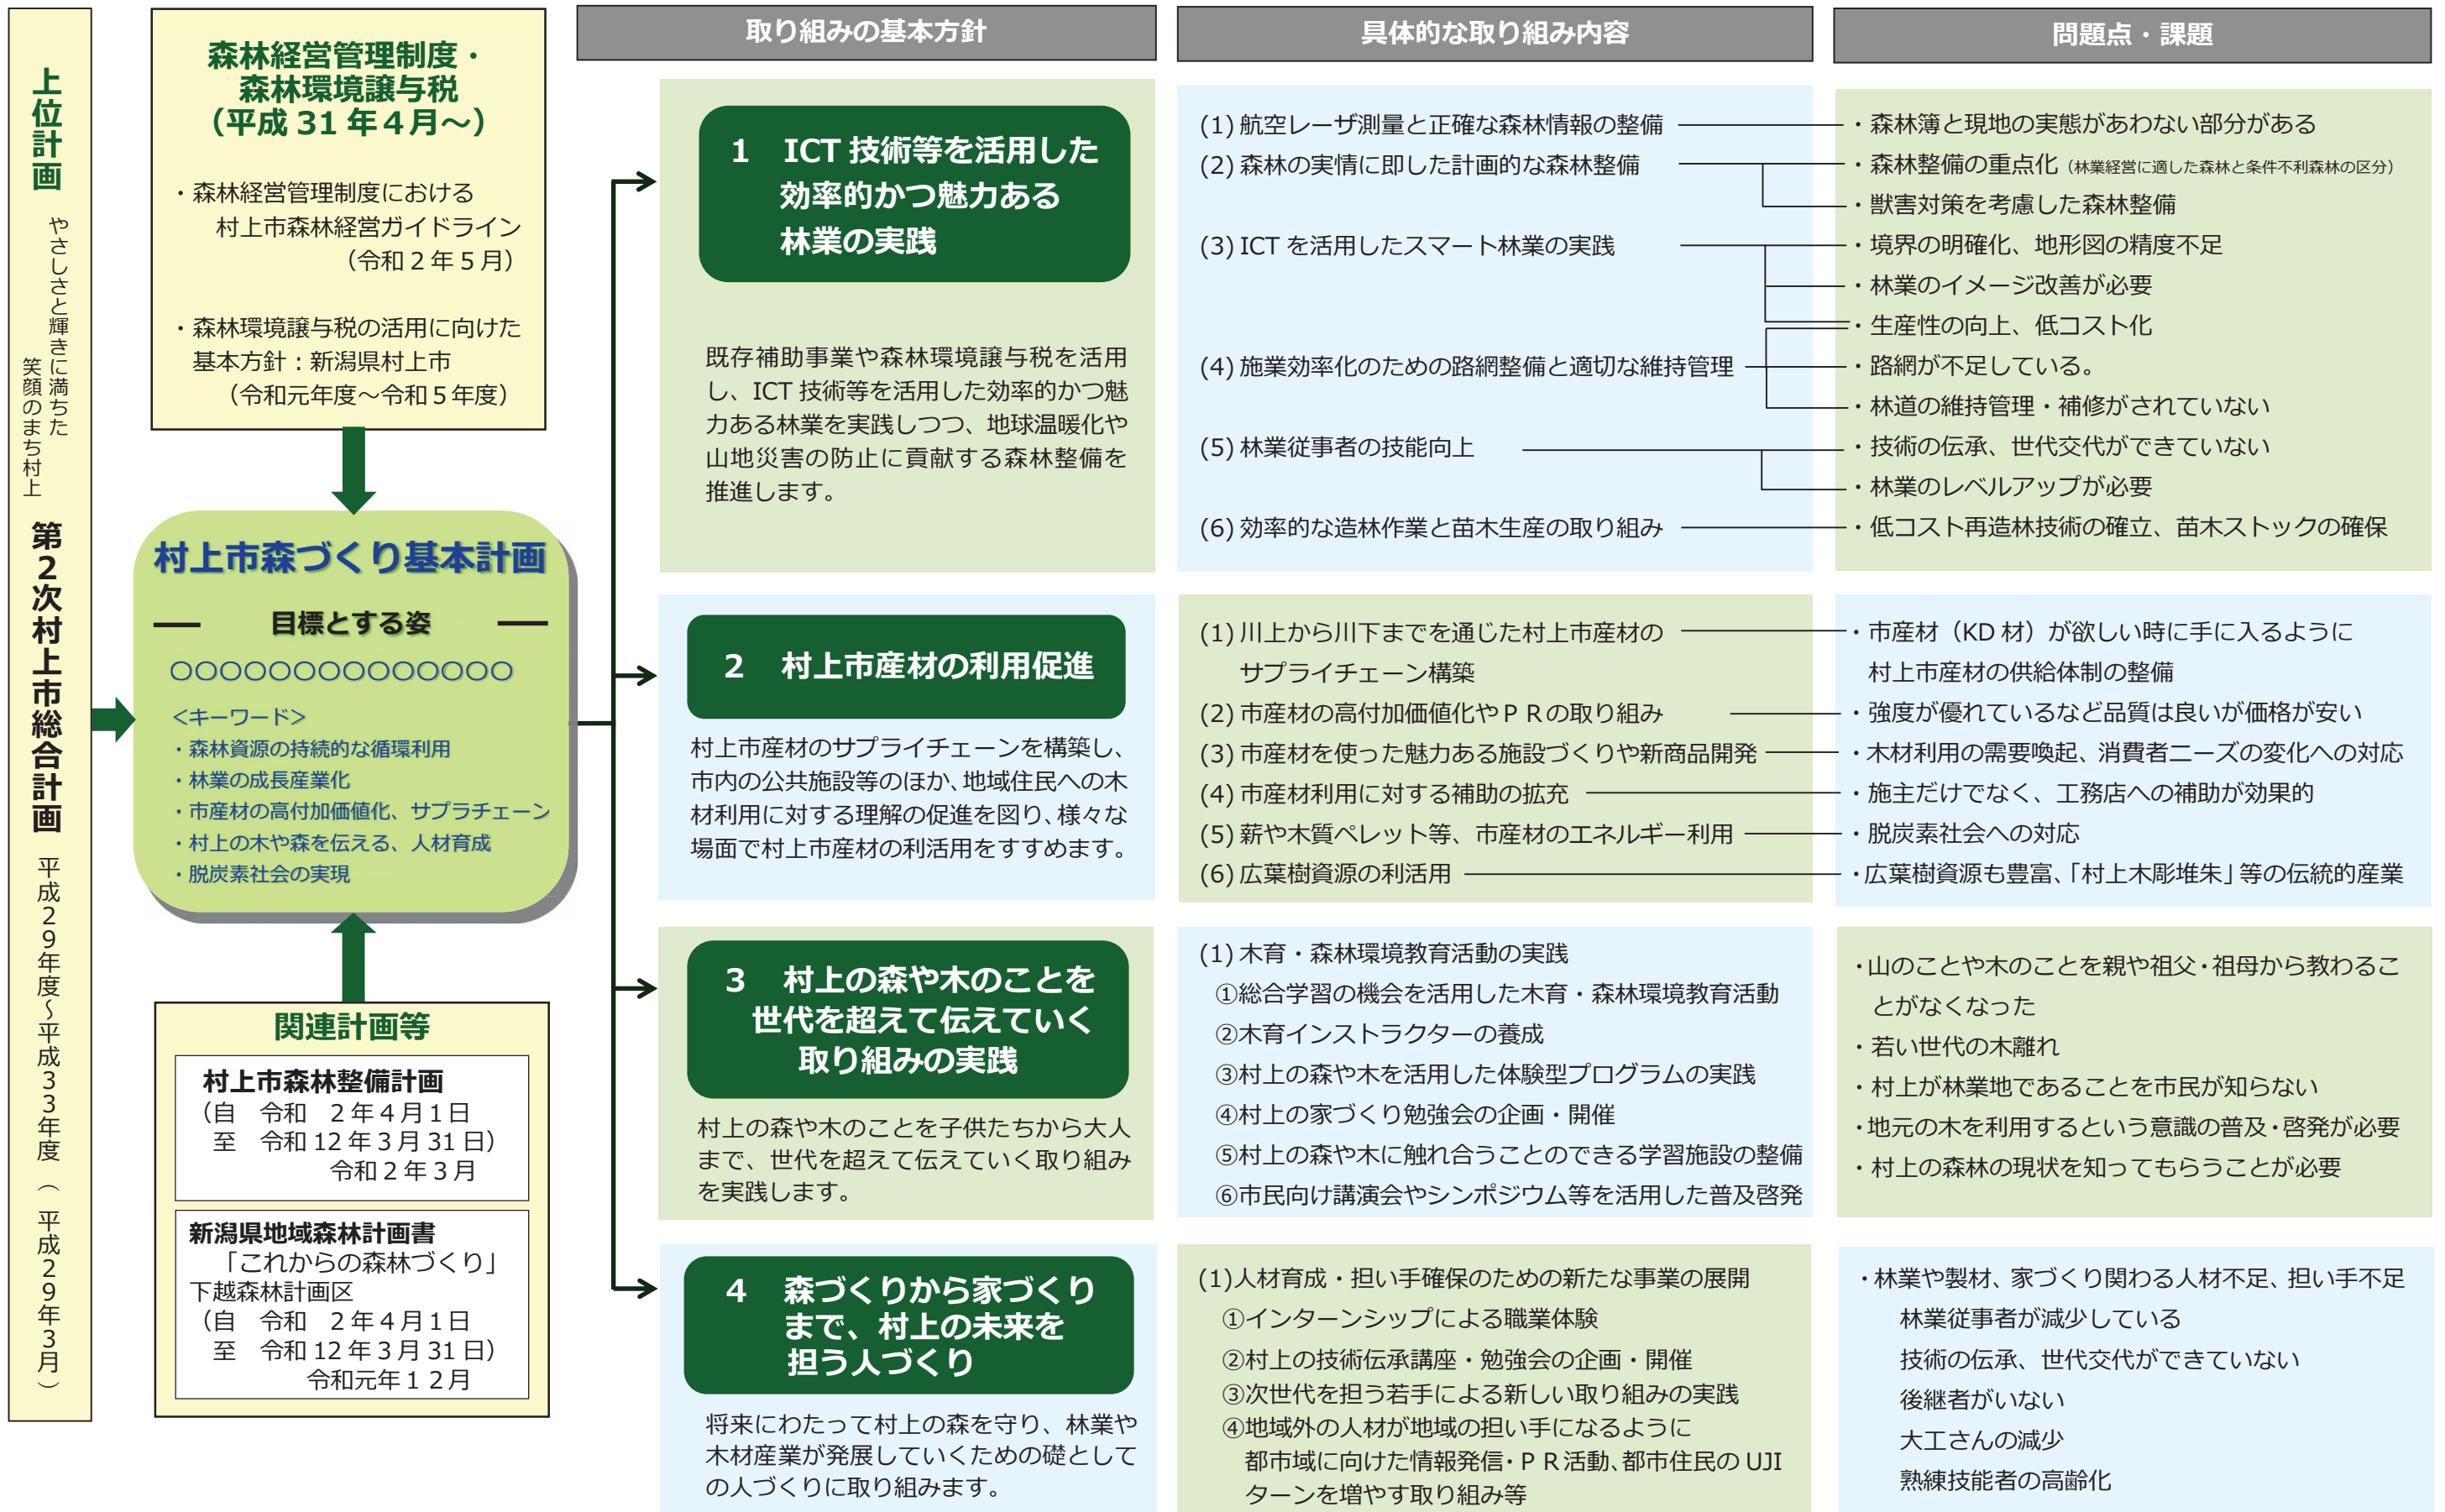 上位計画
やさしさと輝きに満ちた
笑顔のまち村上
第２次村上市総合計画
平成２９年度～平成３３年度（平成２９年３月）
森林経営管理制度・
森林環境譲与税
（平成 31 年４月～）
・森林経営管理制度における
村上市森林経営ガイドライン
（令和２年５月）
・森林環境譲与税の活用に向けた
基本方針：新潟県村上市
（令和元年度～令和５年度）
村上市森づくり基本計画
目標とする姿
〇〇〇〇〇〇〇〇〇〇〇〇〇〇
＜キーワード＞
・森林資源の持続的な循環利用
・林業の成長産業化
・市産材の高付加価値化、サプラチェーン
・村上の木や森を伝える、人材育成
・脱炭素社会の実現
関連計画等
村上市森林整備計画
（自　令和　２年４月１日
至　令和 12 年３月 31 日）
令和２年３月
新潟県地域森林計画書
「これからの森林づくり」
下越森林計画区
（自　令和　２年４月１日
至　令和 12 年３月 31 日）
令和元年１２月
取り組みの基本方針
具体的な取り組み内容
問題点・課題
1　ICT 技術等を活用した
効率的かつ魅力ある
林業の実践
既存補助事業や森林環境譲与税を活用
し、ICT 技術等を活用した効率的かつ魅
力ある林業を実践しつつ、地球温暖化や
山地災害の防止に貢献する森林整備を
推進します。
(1) 航空レーザ測量と正確な森林情報の整備
(2) 森林の実情に即した計画的な森林整備
(3) ICT を活用したスマート林業の実践
(4) 施業効率化のための路網整備と適切な維持管理
(5) 林業従事者の技能向上
(6) 効率的な造林作業と苗木生産の取り組み
・森林簿と現地の実態があわない部分がある
・森林整備の重点化（林業経営に適した森林と条件不利森林の区分）
・獣害対策を考慮した森林整備
・境界の明確化、地形図の精度不足
・林業のイメージ改善が必要
・生産性の向上、低コスト化
・路網が不足している。
・林道の維持管理・補修がされていない
・技術の伝承、世代交代ができていない
・林業のレベルアップが必要
・低コスト再造林技術の確立、苗木ストックの確保
2　村上市産材の利用促進
村上市産材のサプライチェーンを構築し、
市内の公共施設等のほか、地域住民への木
材利用に対する理解の促進を図り、様々な
場面で村上市産材の利活用をすすめます。
(1) 川上から川下までを通じた村上市産材の
サプライチェーン構築
(2) 市産材の高付加価値化やＰＲの取り組み
(3) 市産材を使った魅力ある施設づくりや新商品開発
(4) 市産材利用に対する補助の拡充
(5) 薪や木質ペレット等、市産材のエネルギー利用
(6) 広葉樹資源の利活用
・市産材（KD 材）が欲しい時に手に入るように
村上市産材の供給体制の整備
・強度が優れているなど品質は良いが価格が安い
・木材利用の需要喚起、消費者ニーズの変化への対応
・施主だけでなく、工務店への補助が効果的
・脱炭素社会への対応
・広葉樹資源も豊富、「村上木彫堆朱」等の伝統的産業
3　村上の森や木のことを
世代を超えて伝えていく
取り組みの実践
村上の森や木のことを子供たちから大人
まで、世代を超えて伝えていく取り組み
を実践します。
(1) 木育・森林環境教育活動の実践
①総合学習の機会を活用した木育・森林環境教育活動
②木育インストラクターの養成
③村上の森や木を活用した体験型プログラムの実践
④村上の家づくり勉強会の企画・開催
⑤村上の森や木に触れ合うことのできる学習施設の整備
⑥市民向け講演会やシンポジウム等を活用した普及啓発
・山のことや木のことを親や祖父・祖母から教わるこ
とがなくなった
・若い世代の木離れ
・村上が林業地であることを市民が知らない
・地元の木を利用するという意識の普及・啓発が必要
・村上の森林の現状を知ってもらうことが必要
4　森づくりから家づくり
まで、村上の未来を
担う人づくり
将来にわたって村上の森を守り、林業や
木材産業が発展していくための礎として
の人づくりに取り組みます。
(1)人材育成・担い手確保のための新たな事業の展開
①インターンシップによる職業体験
②村上の技術伝承講座・勉強会の企画・開催
③次世代を担う若手による新しい取り組みの実践
④地域外の人材が地域の担い手になるように
都市域に向けた情報発信・ＰＲ活動、都市住民の UJI
ターンを増やす取り組み等
・林業や製材、家づくり関わる人材不足、担い手不足
林業従事者が減少している
技術の伝承、世代交代ができていない
後継者がいない
大工さんの減少
熟練技能者の高齢化